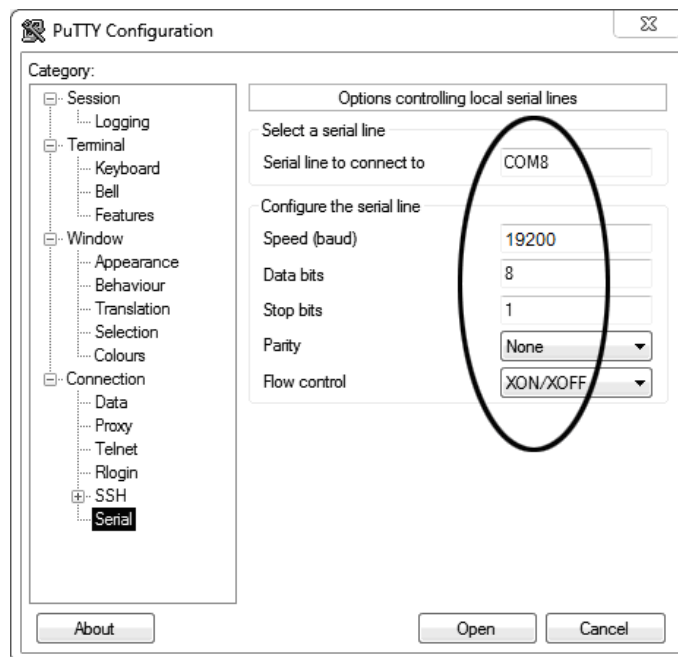 PuTTY Configuration
Category:
Session
Logging
Terminal
Keyboard
Bell
Features
Window
Appearance
Behaviour
Translation
Selection
Colours
Connection
Data
Proxy
Telnet
Rlogin
SSH
Serial
Options controlling local serial lines
Select a serial line
Serial line to connect to COM8
Configure the serial line
Speed (baud) 19200
Data bits 8
Stop bits 1
Parity None
Flow control XON/XOFF
About
Open
Cancel